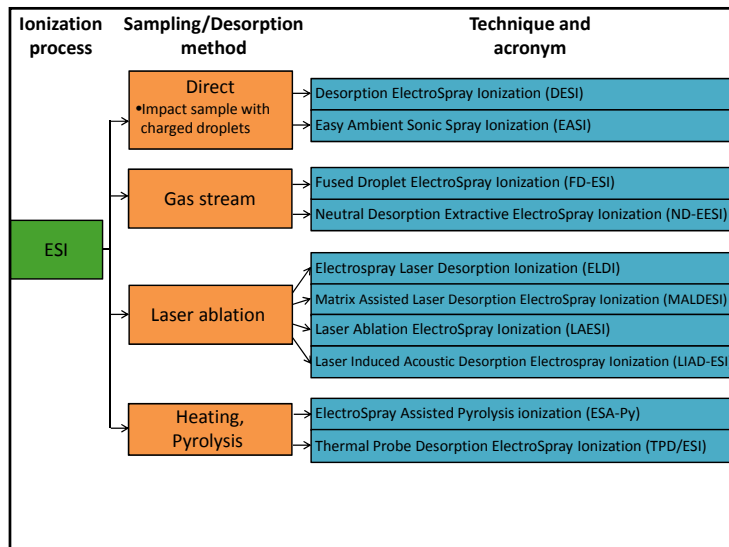 Ionization process
Sampling/Desorption method
Technique and acronym
ESI
Direct
•Impact sample with charged droplets
Desorption ElectroSpray Ionization (DESI)
Easy Ambient Sonic Spray Ionization (EASI)
Gas stream
Fused Droplet ElectroSpray Ionization (FD-ESI)
Neutral Desorption Extractive ElectroSpray Ionization (ND-EESI)
Laser ablation
Electrospray Laser Desorption Ionization (ELDI)
Matrix Assisted Laser Desorption ElectroSpray Ionization (MALDESI)
Laser Ablation ElectroSpray Ionization (LAESI)
Laser Induced Acoustic Desorption Electrospray Ionization (LIAD-ESI
Heating, Pyrolysis
ElectroSpray Assisted Pyrolysis ionization (ESA-Py)
Thermal Probe Desorption ElectroSpray Ionization (TPD/ESI)